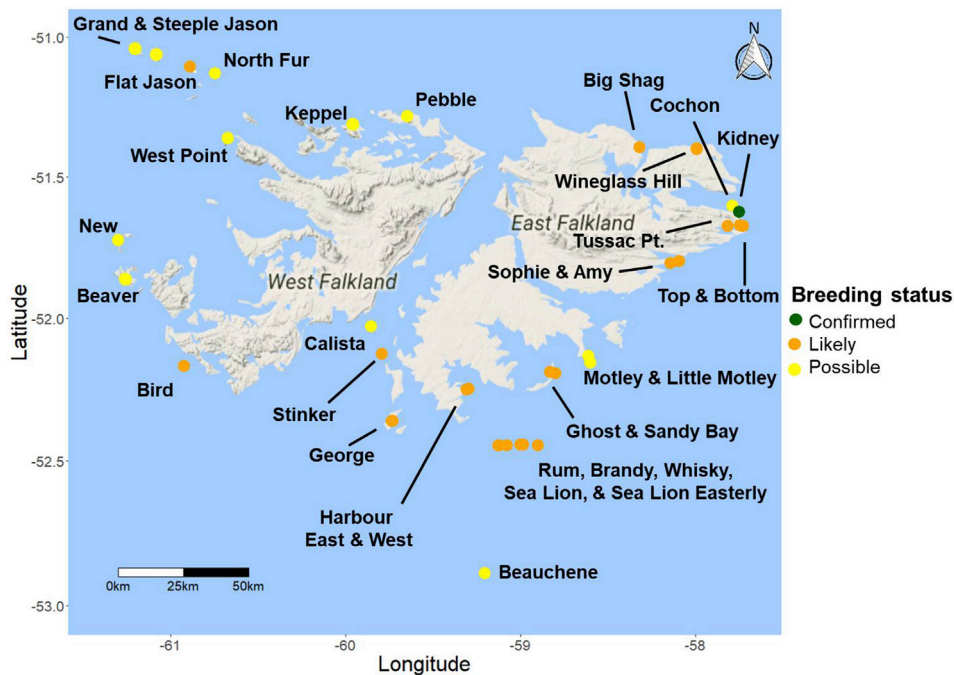 -51.0
Grand & Steeple Jason
N
North Fur
Flat Jason
Big Shag
Pebble
Cochon
Keppel
Kidney
West Point
-51.5
Wineglass Hill
New
East Falkland
Tussac Pt.
Sophie & Amy
West Falkland
Beaver
Top & Bottom
Breeding status
Confirmed
Likely
Possible
Latitude
-52.0
Calista
Bird
Motley & Little Motley
Stinker
Ghost & Sandy Bay
George
-52.5
Rum, Brandy, Whisky,
Sea Lion, & Sea Lion Easterly
Harbour
East & West
Beauchene
0km 25km 50km
-53.0
-61 -60 -59 -58
Longitude